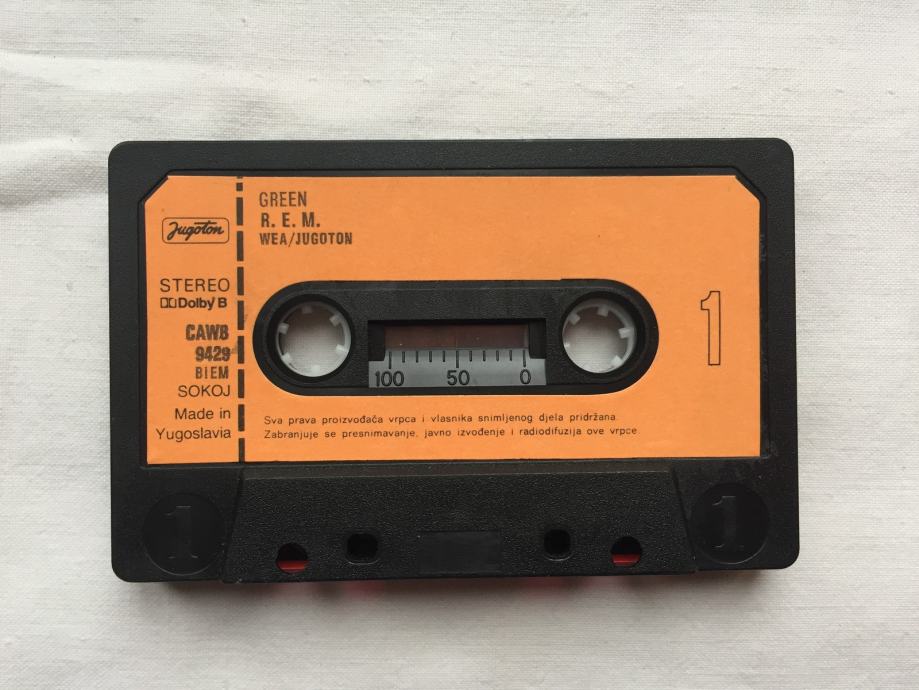 Jugoton
STEREO
Dolby B
CAWB
9429
BIEM
SOKOJ
Made in
Yugoslavia
GREEN
R. E. M.
WEA/JUGOTON
1
100 50 0
Sva prava proizvođača vrpca i vlasnika snimljenog djela pridržana.
Zabranjuje se presnimavanje, javno izvođenje i radiodifuzija ove vrpce.
1
1